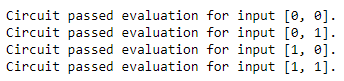 Circuit passed evaluation for input [0, 0].
Circuit passed evaluation for input [0, 1].
Circuit passed evaluation for input [1, 0].
Circuit passed evaluation for input [1, 1].